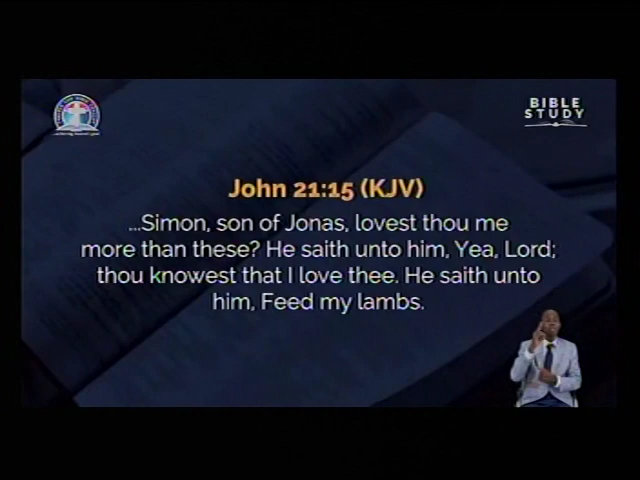 BIBLE
STUDY
John 21:15 (KJV)
...Simon, son of Jonas, lovest thou me
more than these? He saith unto him, Yea, Lord;
thou knowest that I love thee. He saith unto
him, Feed my lambs.